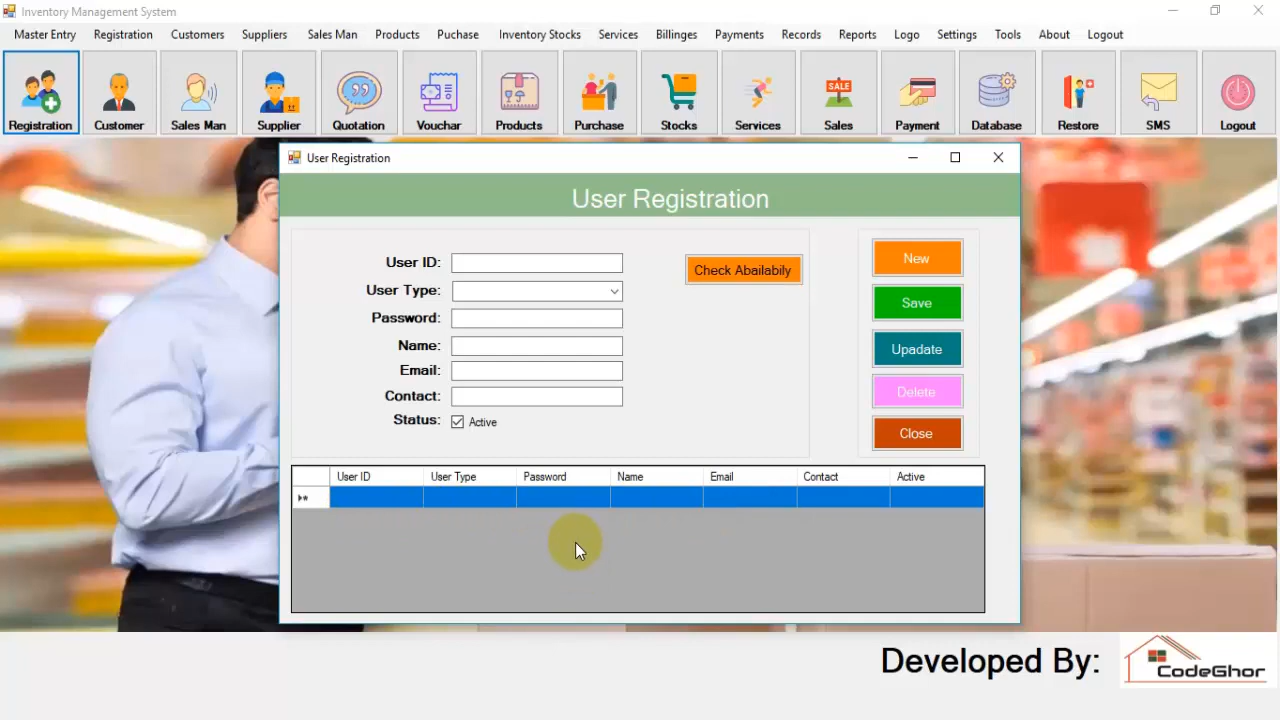 Inventory Management System
Master Entry Registration Customers Suppliers Sales Man Products Puchase Inventory Stocks Services Billinges Payments Records Reports Logo Settings Tools About Logout
Registration Customer Sales Man Supplier Quotation Vouchar Products Purchase Stocks Services Sales Payment Database Restore SMS Logout
SALE
User Registration
User Registration
User ID:
Check Abailabily
User Type:
Password:
Name:
Email:
Contact:
Status: Active
New
Save
Upadate
Delete
Close
User ID User Type Password Name Email Contact Active
Developed By: CodeGhor